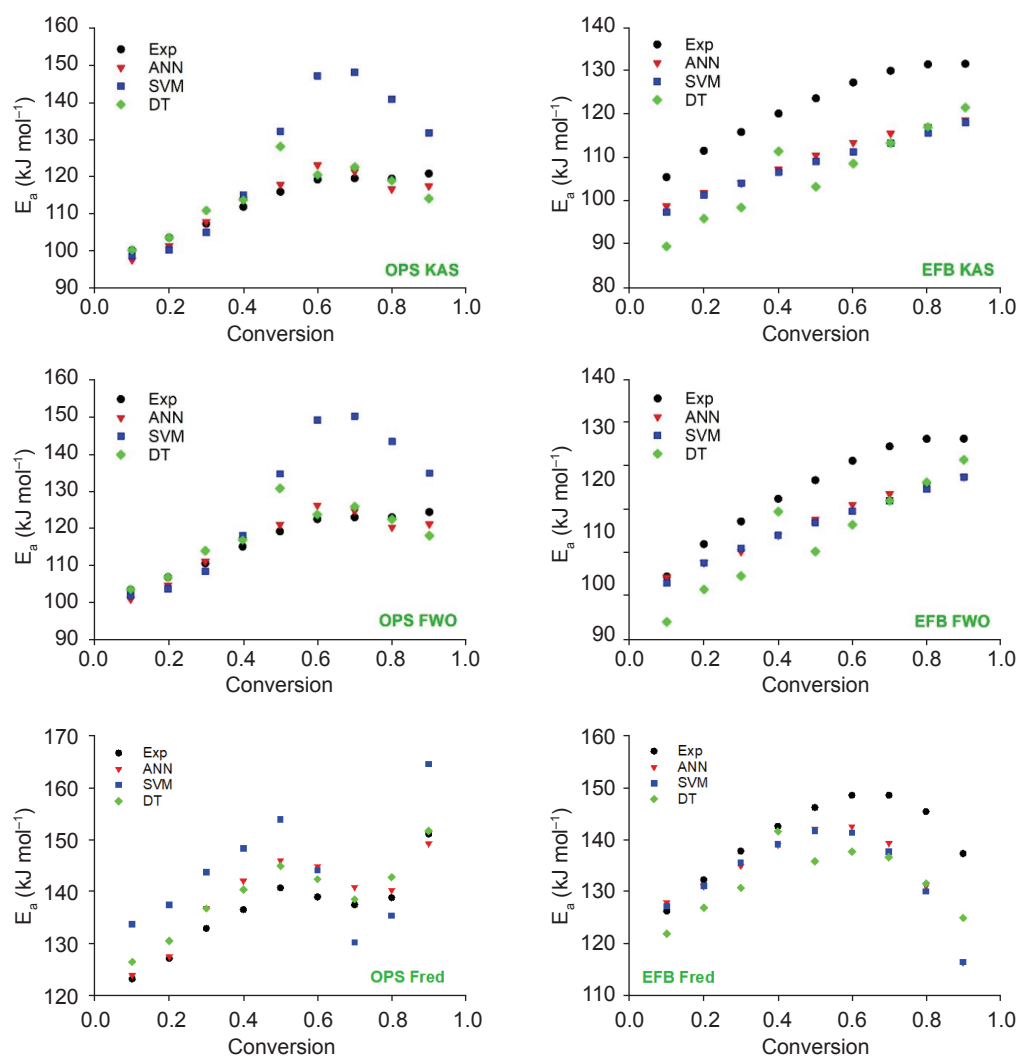 160
150
140
130
120
110
100
90
Eₐ (kJ mol⁻¹)
Exp
ANN
SVM
DT
OPS KAS
0.0 0.2 0.4 0.6 0.8 1.0
Conversion
140
130
120
110
100
90
80
Eₐ (kJ mol⁻¹)
Exp
ANN
SVM
DT
EFB KAS
0.0 0.2 0.4 0.6 0.8 1.0
Conversion
160
150
140
130
120
110
100
90
Eₐ (kJ mol⁻¹)
Exp
ANN
SVM
DT
OPS FWO
0.0 0.2 0.4 0.6 0.8 1.0
Conversion
140
130
120
110
100
90
Eₐ (kJ mol⁻¹)
Exp
ANN
SVM
DT
EFB FWO
0.0 0.2 0.4 0.6 0.8 1.0
Conversion
170
160
150
140
130
120
Eₐ (kJ mol⁻¹)
Exp
ANN
SVM
DT
OPS Fred
0.0 0.2 0.4 0.6 0.8 1.0
Conversion
160
150
140
130
120
110
Eₐ (kJ mol⁻¹)
Exp
ANN
SVM
DT
EFB Fred
0.0 0.2 0.4 0.6 0.8 1.0
Conversion